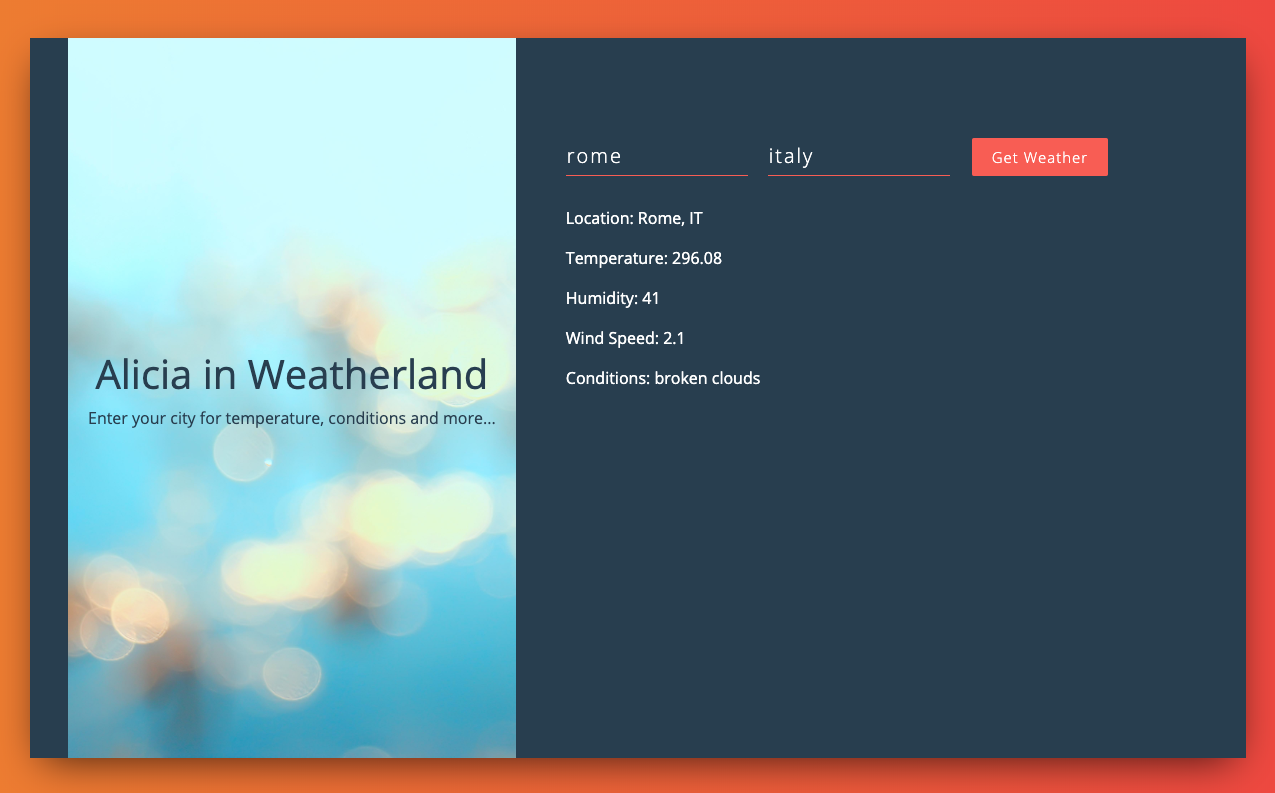 Alicia in Weatherland
Enter your city for temperature, conditions and more...
rome
italy
Get Weather
Location: Rome, IT
Temperature: 296.08
Humidity: 41
Wind Speed: 2.1
Conditions: broken clouds